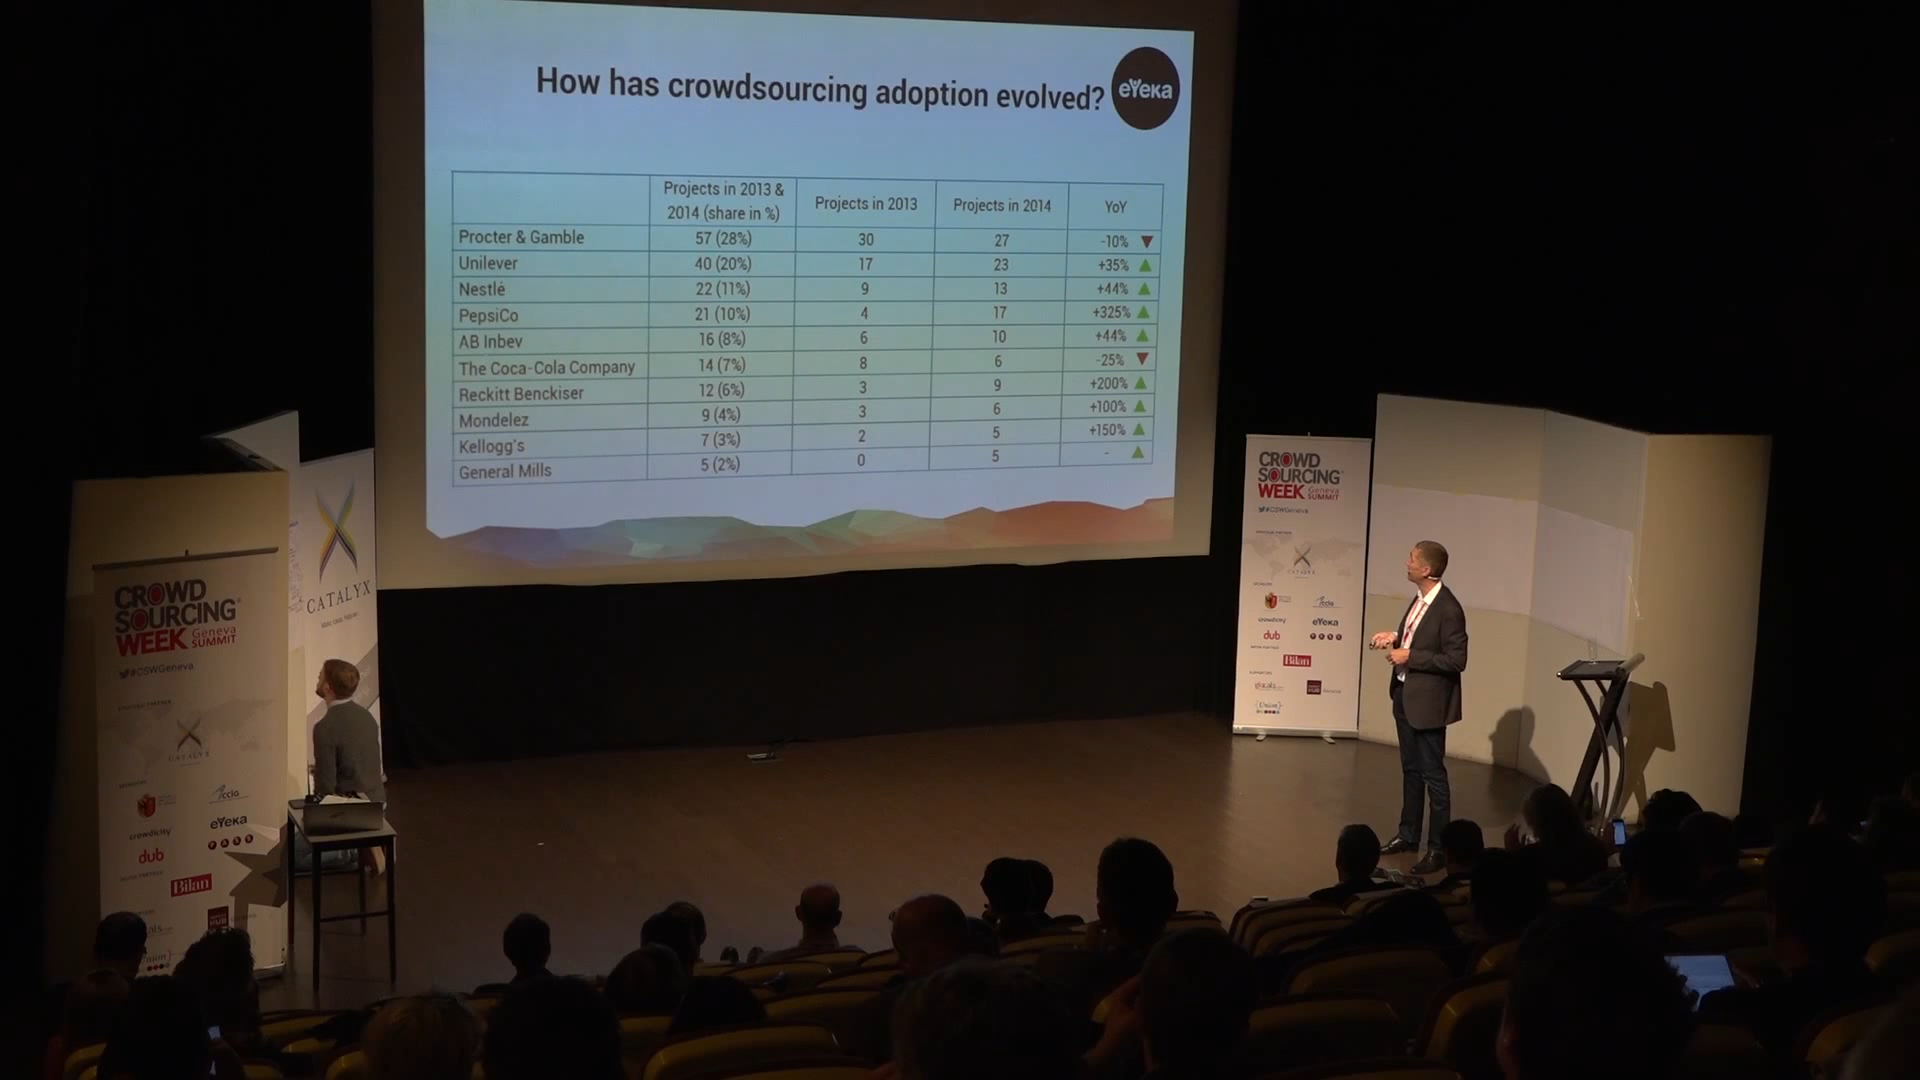 How has crowdsourcing adoption evolved?
eYeka
Projects in 2013 & 2014 (share in %) Projects in 2013 Projects in 2014 YoY
Procter & Gamble 57 (28%) 30 27 -10% ▼
Unilever 40 (20%) 17 23 +35% ▲
Nestlé 22 (11%) 9 13 +44% ▲
PepsiCo 21 (10%) 4 17 +325% ▲
AB Inbev 16 (8%) 6 10 +44% ▲
The Coca-Cola Company 14 (7%) 8 6 -25% ▼
Reckitt Benckiser 12 (6%) 3 9 +200% ▲
Mondelez 9 (4%) 3 6 +100% ▲
Kellogg's 7 (3%) 2 5 +150% ▲
General Mills 5 (2%) 0 5 - ▲
CROWD
SOURCING®
WEEK Geneva
SUMMIT
#CSWGeneva
CATALYX
ccig
crowdicity
eYeka
dub
Bilan
CATALYX
CROWD
SOURCING
WEEK Geneva
SUMMIT
#CSWGeneva
CATALYX
ccig
crowdicity
eYeka
dub
Bilan